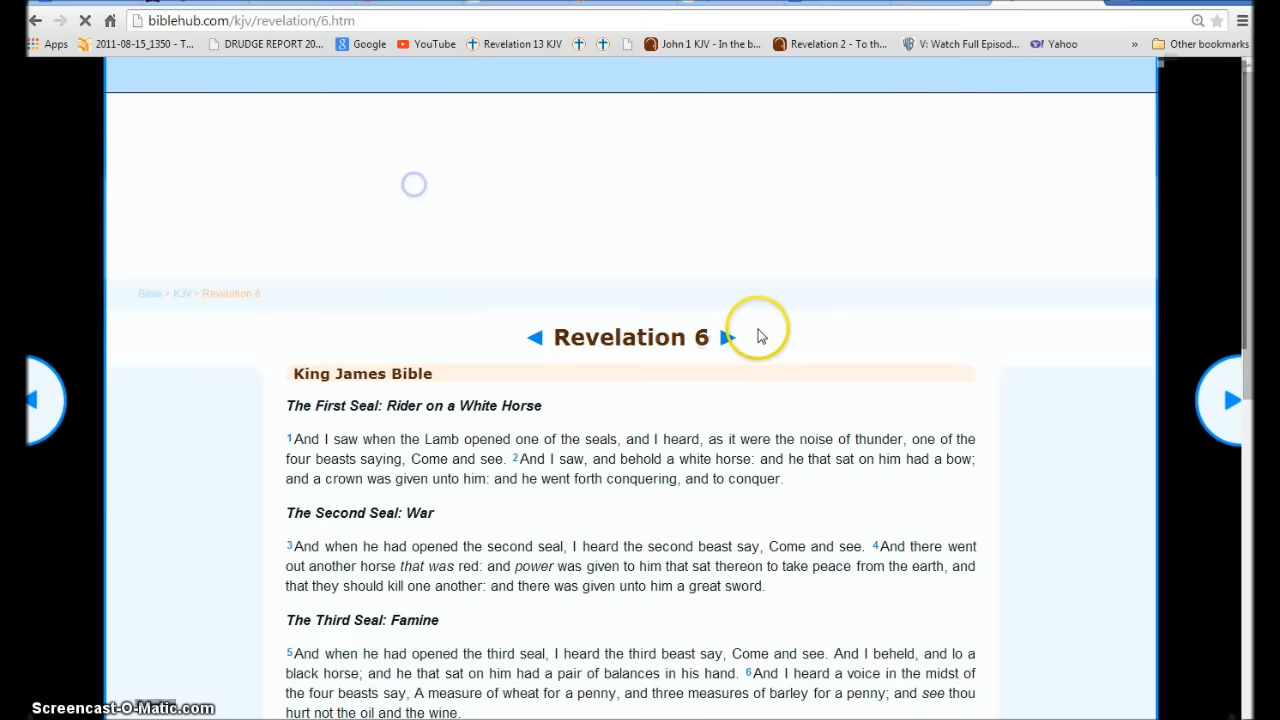 biblehub.com/kjv/revelation/6.htm
Apps 2011-08-15_1350 - T... DRUDGE REPORT 20... Google YouTube Revelation 13 KJV John 1 KJV - In the b... Revelation 2 - To th... V: Watch Full Episod... Yahoo » Other bookmarks
Bible > KJV > Revelation 6
Revelation 6
King James Bible
The First Seal: Rider on a White Horse
1And I saw when the Lamb opened one of the seals, and I heard, as it were the noise of thunder, one of the
four beasts saying, Come and see. 2And I saw, and behold a white horse: and he that sat on him had a bow;
and a crown was given unto him: and he went forth conquering, and to conquer.
The Second Seal: War
3And when he had opened the second seal, I heard the second beast say, Come and see. 4And there went
out another horse that was red: and power was given to him that sat thereon to take peace from the earth, and
that they should kill one another: and there was given unto him a great sword.
The Third Seal: Famine
5And when he had opened the third seal, I heard the third beast say, Come and see. And I beheld, and lo a
black horse; and he that sat on him had a pair of balances in his hand. 6And I heard a voice in the midst of
the four beasts say, A measure of wheat for a penny, and three measures of barley for a penny; and see thou
hurt not the oil and the wine.
Screencast-O-Matic.com